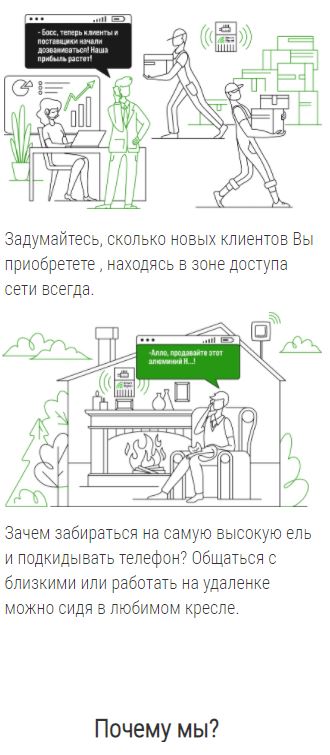 - Босс, теперь клиенты и
поставщики начали
дозваниваться! Наша
прибыль растет!
Задумайтесь, сколько новых клиентов Вы
приобретете , находясь в зоне доступа
сети всегда.
-Алло, продавайте этот
алюминий Н...!
Зачем забираться на самую высокую ель
и подкидывать телефон? Общаться с
близкими или работать на удаленке
можно сидя в любимом кресле.
Почему мы?